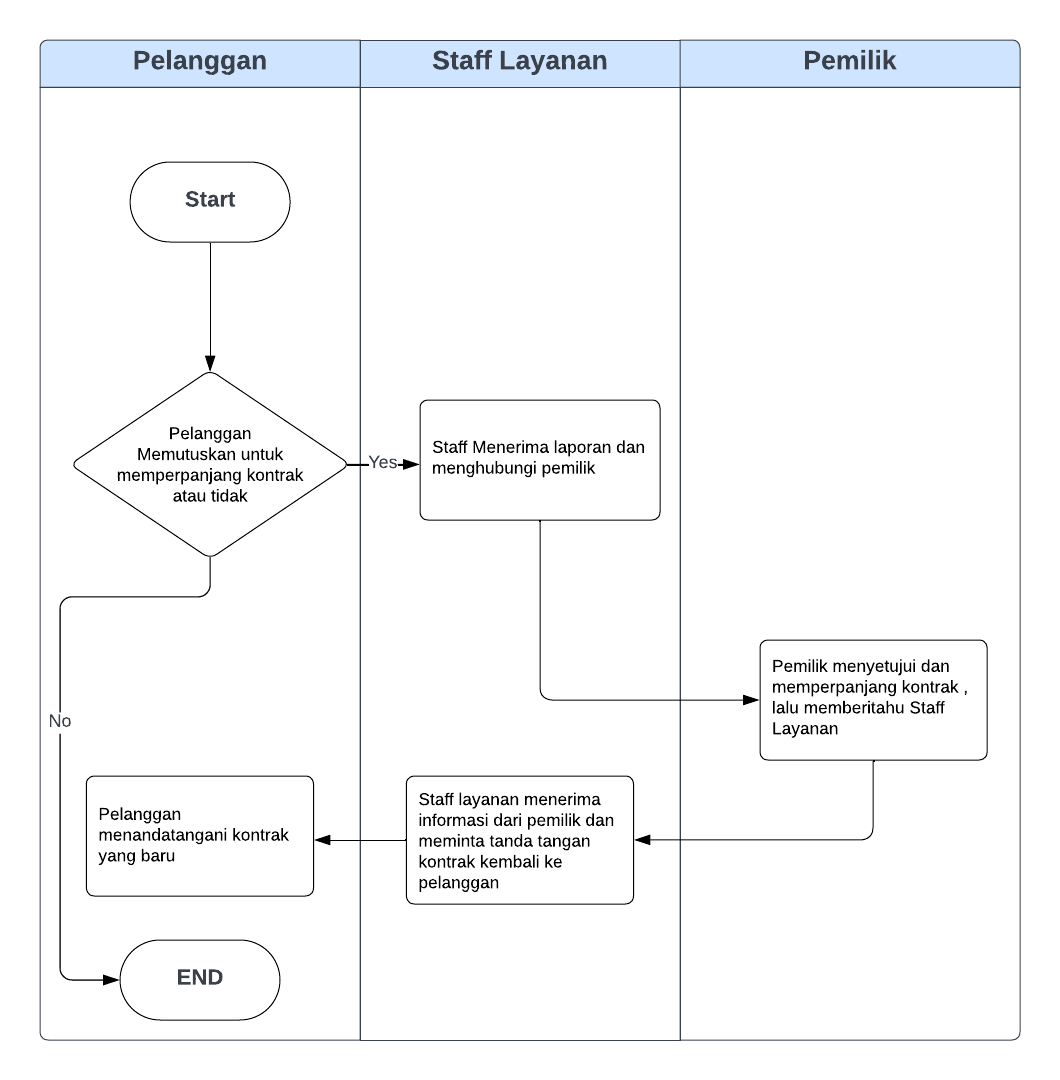 Pelanggan
Staff Layanan
Pemilik
Start
Pelanggan
Memutuskan untuk
memperpanjang kontrak
atau tidak
Yes
Staff Menerima laporan dan
menghubungi pemilik
Pemilik menyetujui dan
memperpanjang kontrak ,
lalu memberitahu Staff
Layanan
No
Staff layanan menerima
informasi dari pemilik dan
meminta tanda tangan
kontrak kembali ke
pelanggan
Pelanggan
menandatangani kontrak
yang baru
END